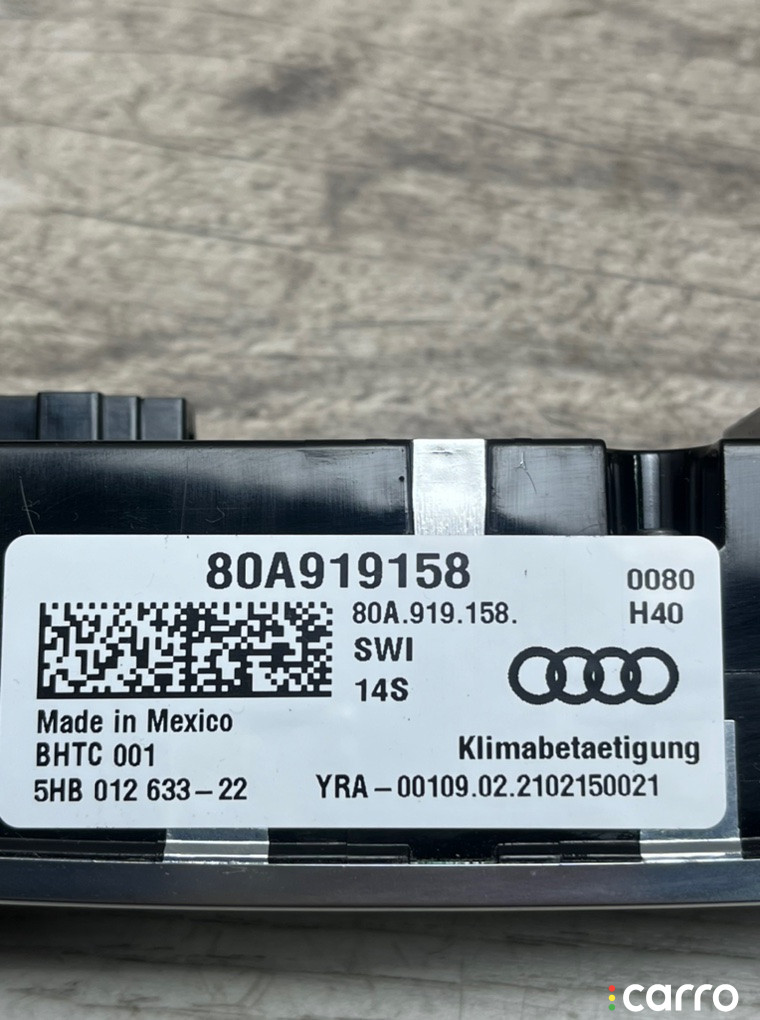 80A919158
0080
80A.919.158.
H40
SWI
14S
Made in Mexico
BHTC 001
Klimabetaetigung
5HB 012 633-22
YRA-00109.02.2102150021
carro